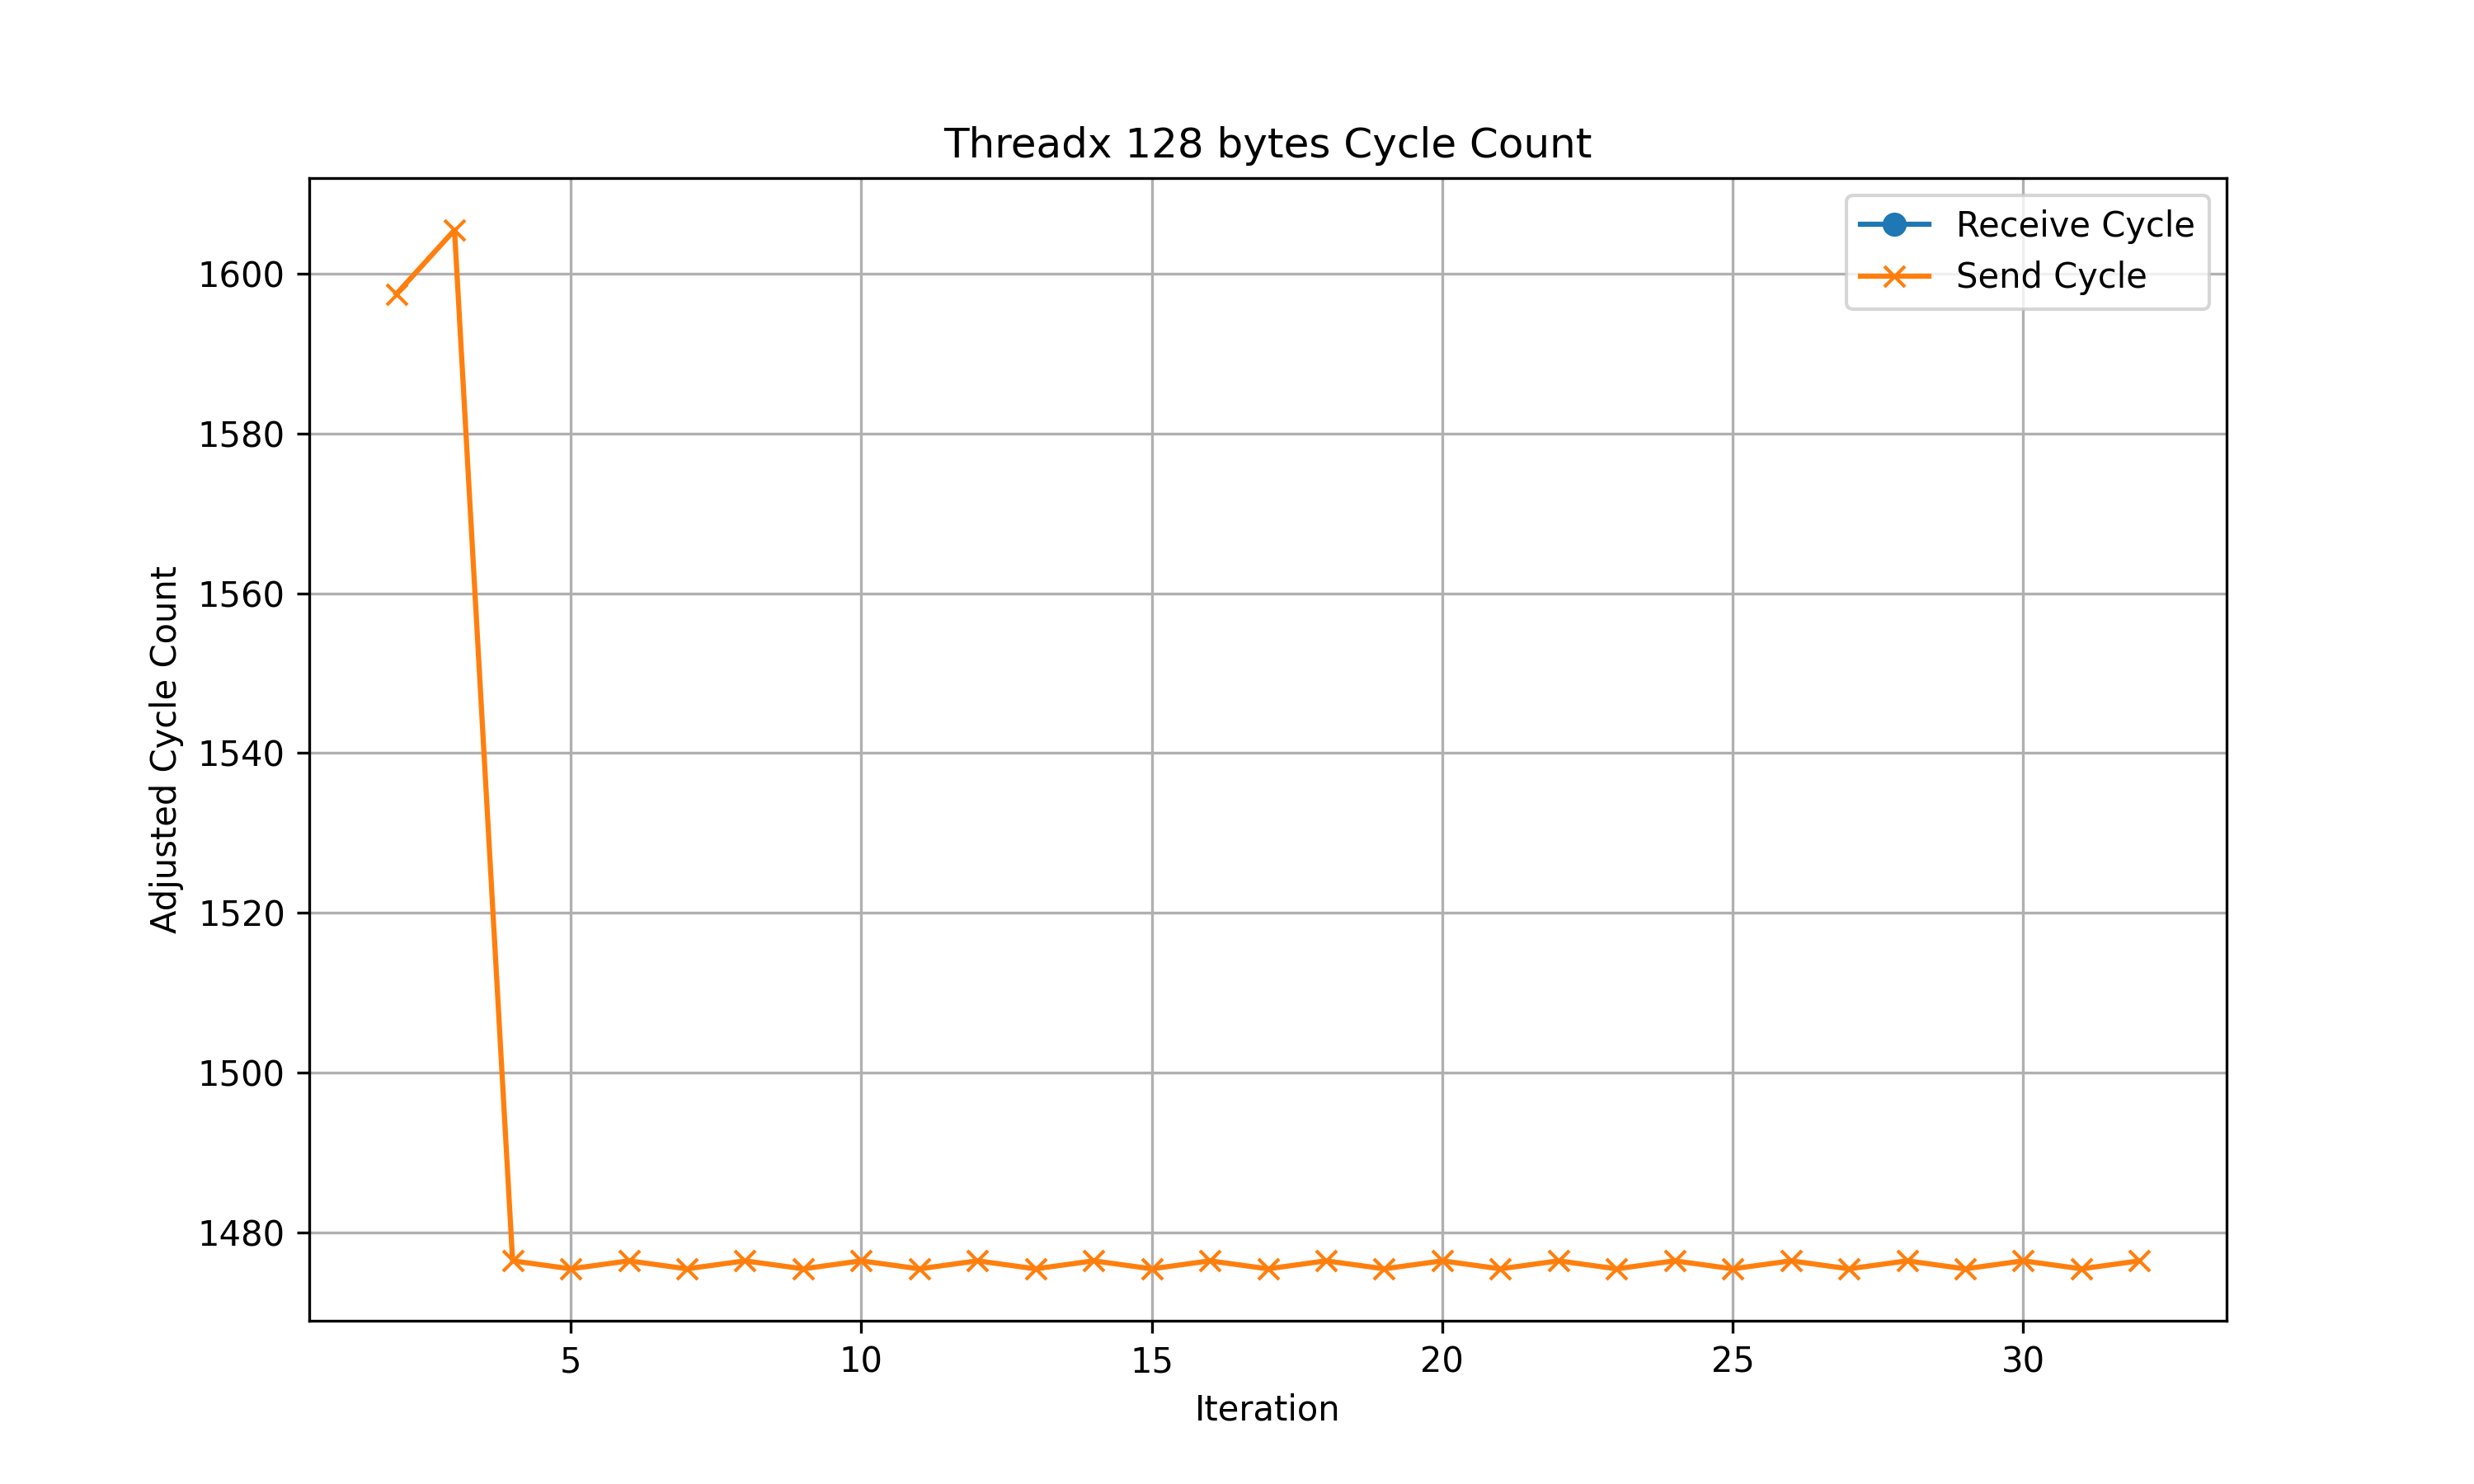 Threadx 128 bytes Cycle Count
Receive Cycle
Send Cycle
Adjusted Cycle Count
1600
1580
1560
1540
1520
1500
1480
5 10 15 20 25 30
Iteration